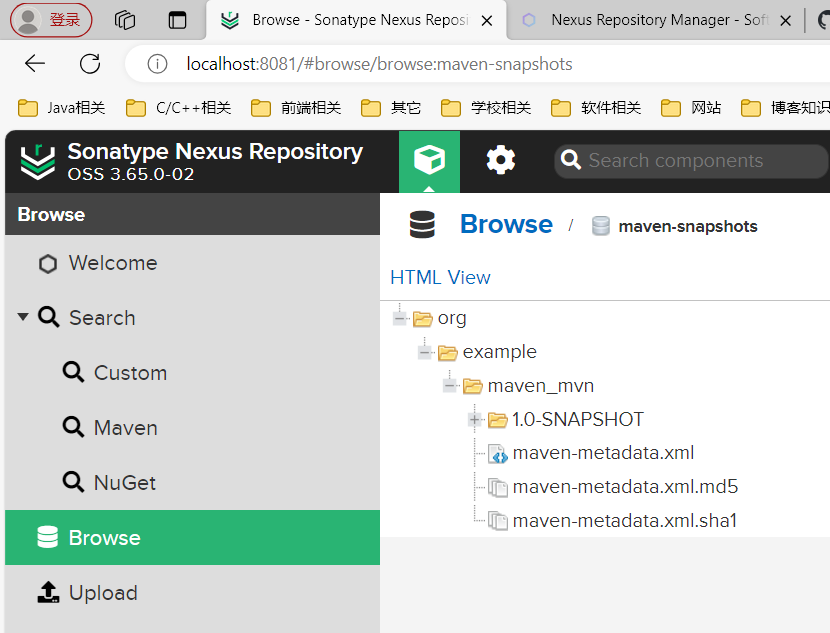 登录
Browse - Sonatype Nexus Reposi
Nexus Repository Manager - Soft
localhost:8081/#browse/browse:maven-snapshots
Java相关
C/C++相关
前端相关
其它
学校相关
软件相关
网站
博客知识
Sonatype Nexus Repository
OSS 3.65.0-02
Search components
Browse
Browse / maven-snapshots
Welcome
HTML View
Search
Custom
Maven
NuGet
Browse
Upload
org
example
maven_mvn
1.0-SNAPSHOT
maven-metadata.xml
maven-metadata.xml.md5
maven-metadata.xml.sha1